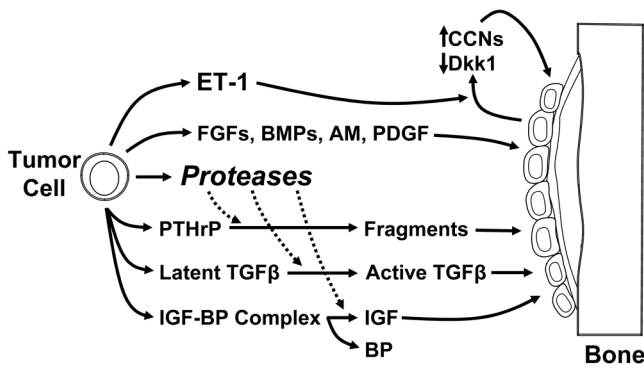 ↑CCNs
↓Dkk1
ET-1
FGFs, BMPs, AM, PDGF
Tumor
Cell
Proteases
PTHrP
Fragments
Latent TGFβ
Active TGFβ
IGF-BP Complex
IGF
BP
Bone